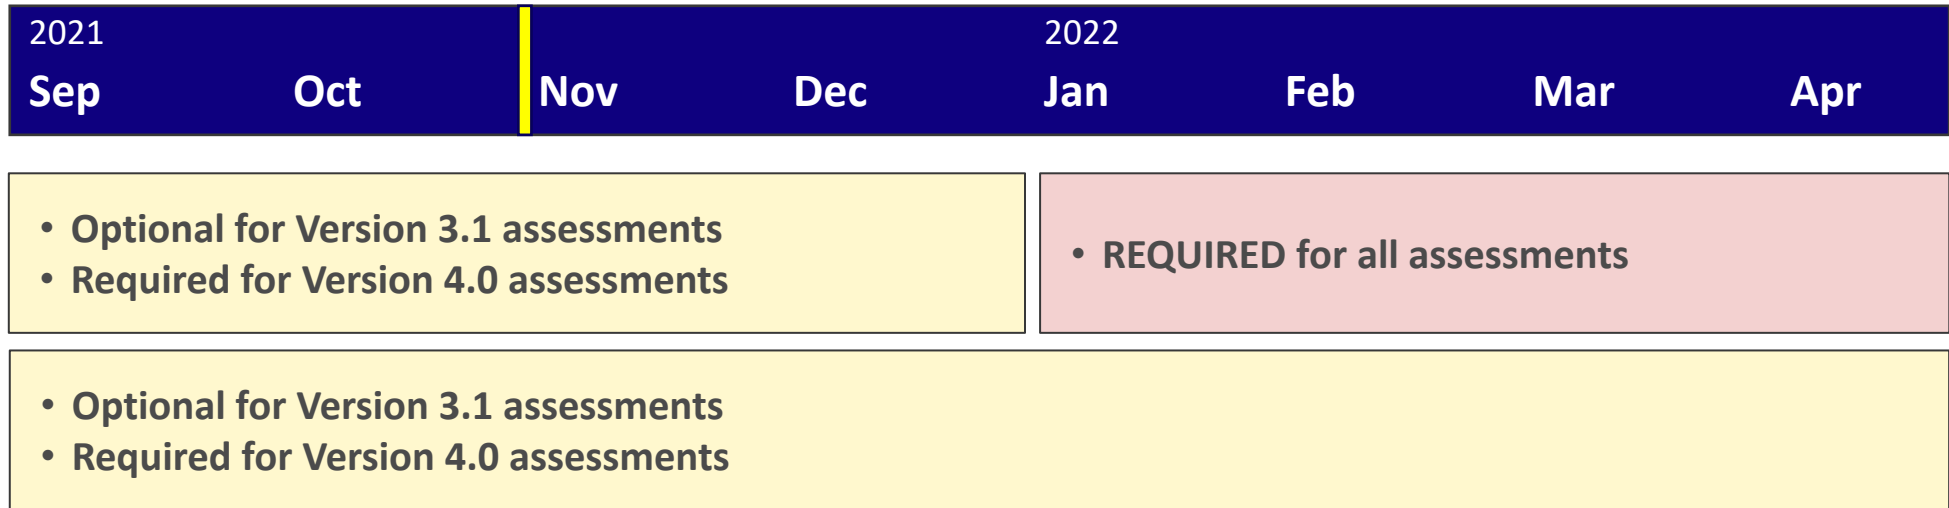 2021 2022
Sep Oct Nov Dec Jan Feb Mar Apr
• Optional for Version 3.1 assessments
• Required for Version 4.0 assessments
• REQUIRED for all assessments
• Optional for Version 3.1 assessments
• Required for Version 4.0 assessments